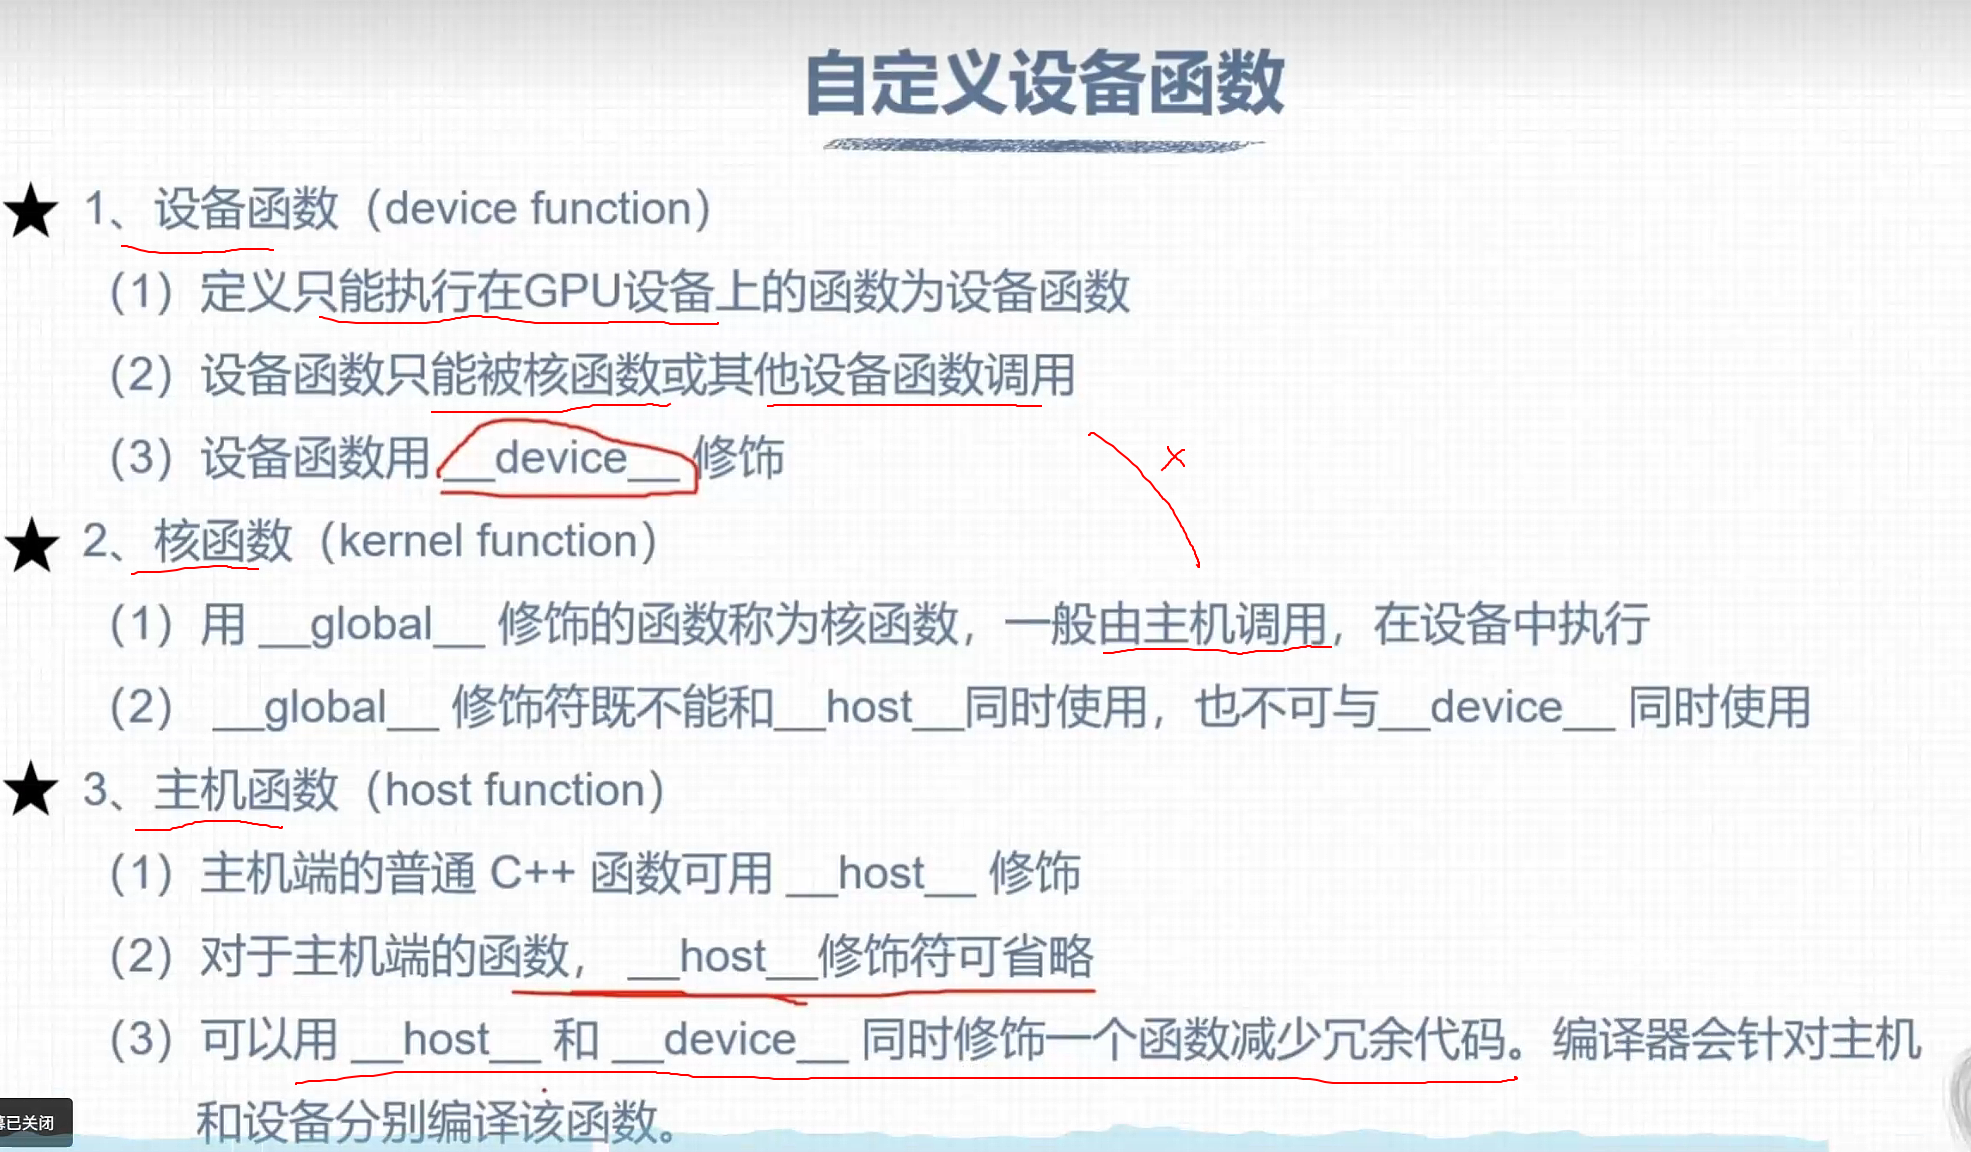 自定义设备函数
★ 1、设备函数（device function）
（1）定义只能执行在GPU设备上的函数为设备函数
（2）设备函数只能被核函数或其他设备函数调用
（3）设备函数用__device__修饰
★ 2、核函数（kernel function）
（1）用 __global__ 修饰的函数称为核函数，一般由主机调用，在设备中执行
（2） __global__ 修饰符既不能和__host__同时使用，也不可与__device__ 同时使用
★ 3、主机函数（host function）
（1）主机端的普通 C++ 函数可用 __host__ 修饰
（2）对于主机端的函数， __host__修饰符可省略
（3）可以用 __host__ 和 __device__ 同时修饰一个函数减少冗余代码。编译器会针对主机
和设备分别编译该函数。
已关闭